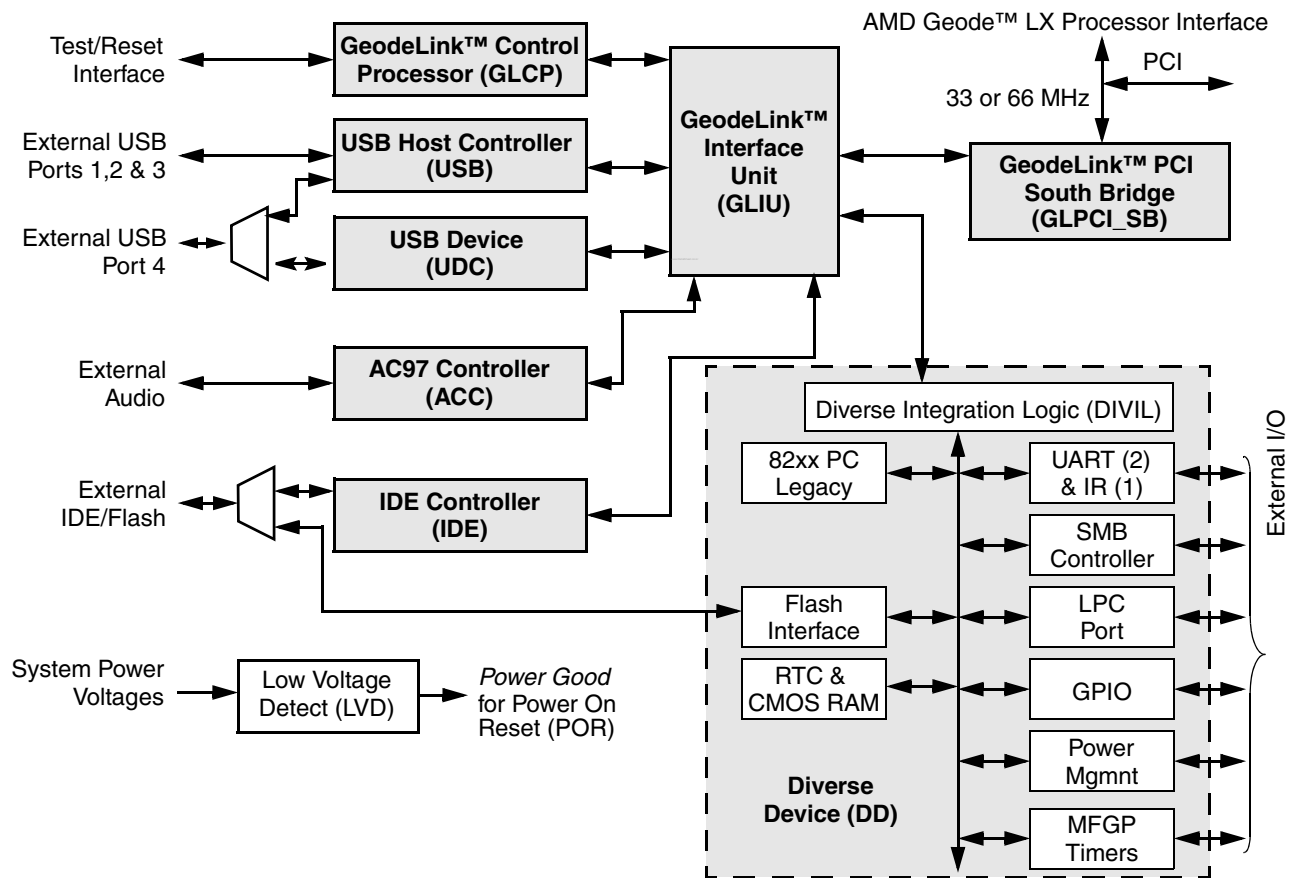 AMD Geode™ LX Processor Interface
PCI
33 or 66 MHz
Test/Reset
Interface
GeodeLink™ Control
Processor (GLCP)
GeodeLink™
Interface
Unit
(GLIU)
GeodeLink™ PCI
South Bridge
(GLPCI_SB)
External USB
Ports 1,2 & 3
USB Host Controller
(USB)
External USB
Port 4
USB Device
(UDC)
External
Audio
AC97 Controller
(ACC)
External
IDE/Flash
IDE Controller
(IDE)
System Power
Voltages
Low Voltage
Detect (LVD)
Power Good
for Power On
Reset (POR)
Diverse Integration Logic (DIVIL)
82xx PC
Legacy
UART (2)
& IR (1)
SMB
Controller
Flash
Interface
LPC
Port
RTC &
CMOS RAM
GPIO
Power
Mgmnt
Diverse
Device (DD)
MFGP
Timers
External I/O